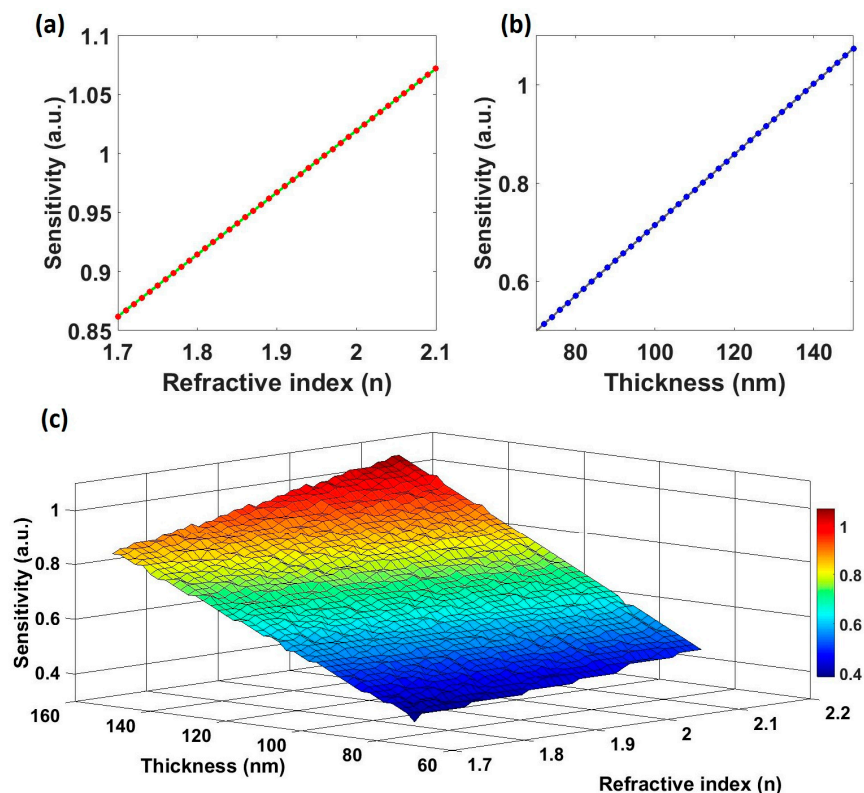 (a)
1.1
1.05
1
0.95
0.9
0.85
Sensitivity (a.u.)
1.7 1.8 1.9 2 2.1
Refractive index (n)
(b)
1
0.8
0.6
Sensitivity (a.u.)
80 100 120 140
Thickness (nm)
(c)
1
0.8
0.6
0.4
Sensitivity (a.u.)
160 140 120 100 80 60
Thickness (nm)
1.7 1.8 1.9 2 2.1 2.2
Refractive index (n)
1
0.8
0.6
0.4